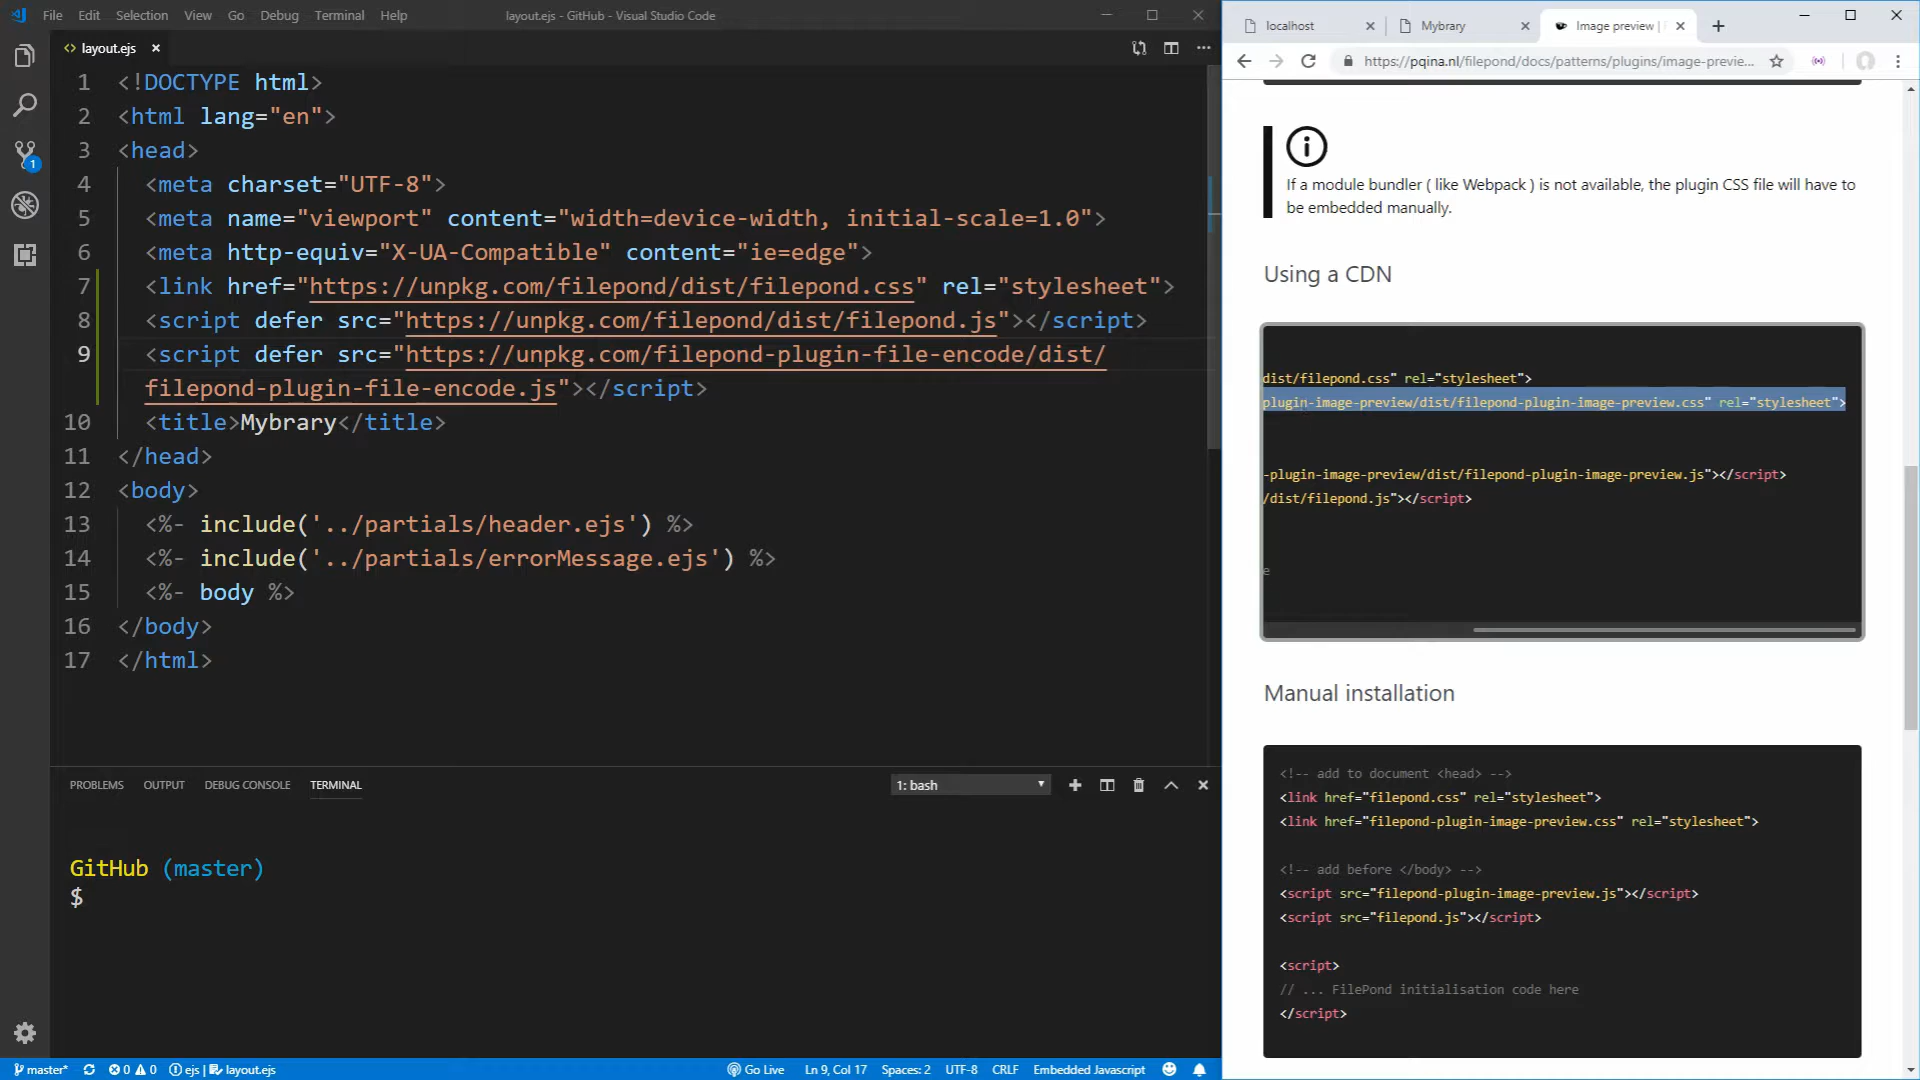 File Edit Selection View Go Debug Terminal Help
layout.ejs - GitHub - Visual Studio Code
<> layout.ejs
1 <!DOCTYPE html>
2 <html lang="en">
3 <head>
4 <meta charset="UTF-8">
5 <meta name="viewport" content="width=device-width, initial-scale=1.0">
6 <meta http-equiv="X-UA-Compatible" content="ie=edge">
7 <link href="https://unpkg.com/filepond/dist/filepond.css" rel="stylesheet">
8 <script defer src="https://unpkg.com/filepond/dist/filepond.js"></script>
9 <script defer src="https://unpkg.com/filepond-plugin-file-encode/dist/
filepond-plugin-file-encode.js"></script>
10 <title>Mybrary</title>
11 </head>
12 <body>
13 <%- include('../partials/header.ejs') %>
14 <%- include('../partials/errorMessage.ejs') %>
15 <%- body %>
16 </body>
17 </html>
1
PROBLEMS OUTPUT DEBUG CONSOLE TERMINAL
1: bash
GitHub (master)
$
master* 0 0 ejs | layout.ejs
Go Live Ln 9, Col 17 Spaces: 2 UTF-8 CRLF Embedded Javascript
localhost Mybrary Image preview |
https://pqina.nl/filepond/docs/patterns/plugins/image-previe...
If a module bundler ( like Webpack ) is not available, the plugin CSS file will have to
be embedded manually.
Using a CDN
dist/filepond.css" rel="stylesheet">
plugin-image-preview/dist/filepond-plugin-image-preview.css" rel="stylesheet">
-plugin-image-preview/dist/filepond-plugin-image-preview.js"></script>
/dist/filepond.js"></script>
e
Manual installation
<!-- add to document <head> -->
<link href="filepond.css" rel="stylesheet">
<link href="filepond-plugin-image-preview.css" rel="stylesheet">
<!-- add before </body> -->
<script src="filepond-plugin-image-preview.js"></script>
<script src="filepond.js"></script>
<script>
// ... FilePond initialisation code here
</script>